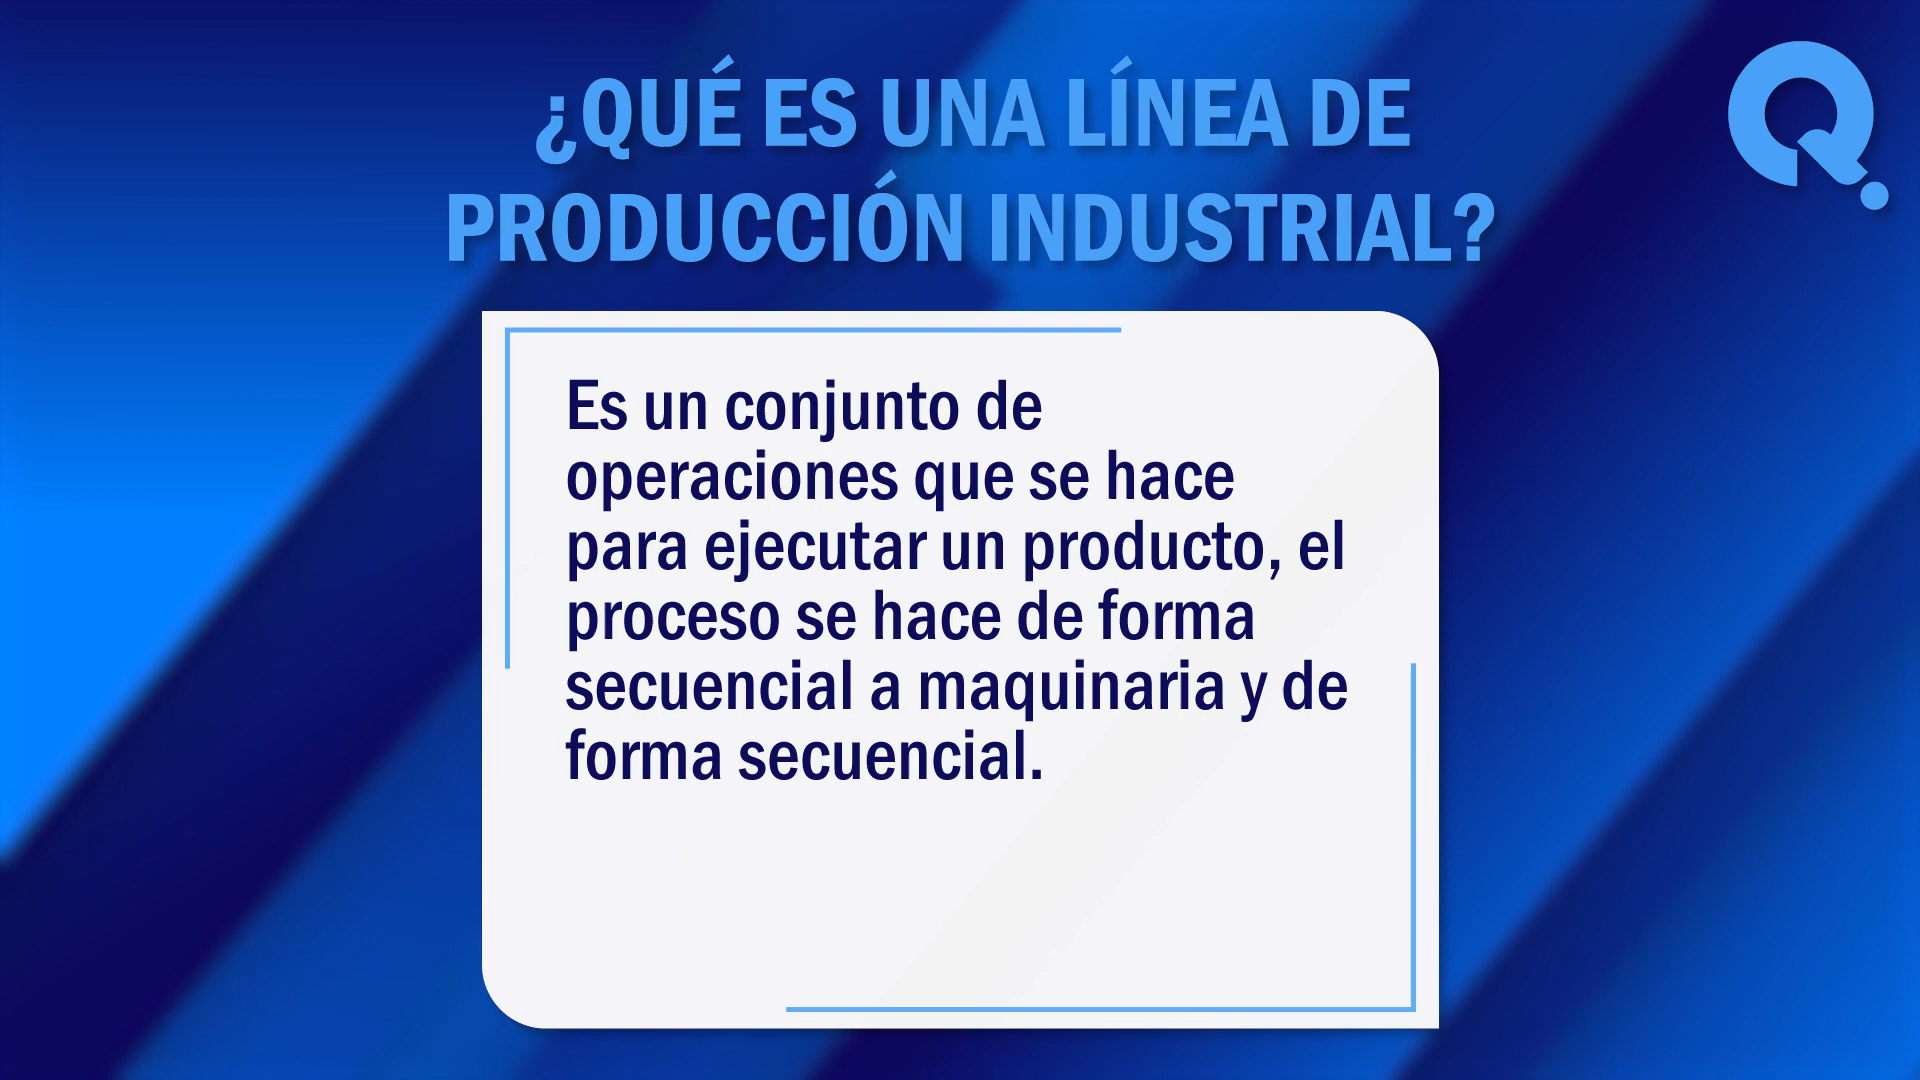 ¿QUÉ ES UNA LÍNEA DE
PRODUCCIÓN INDUSTRIAL?
Es un conjunto de
operaciones que se hace
para ejecutar un producto, el
proceso se hace de forma
secuencial a maquinaria y de
forma secuencial.